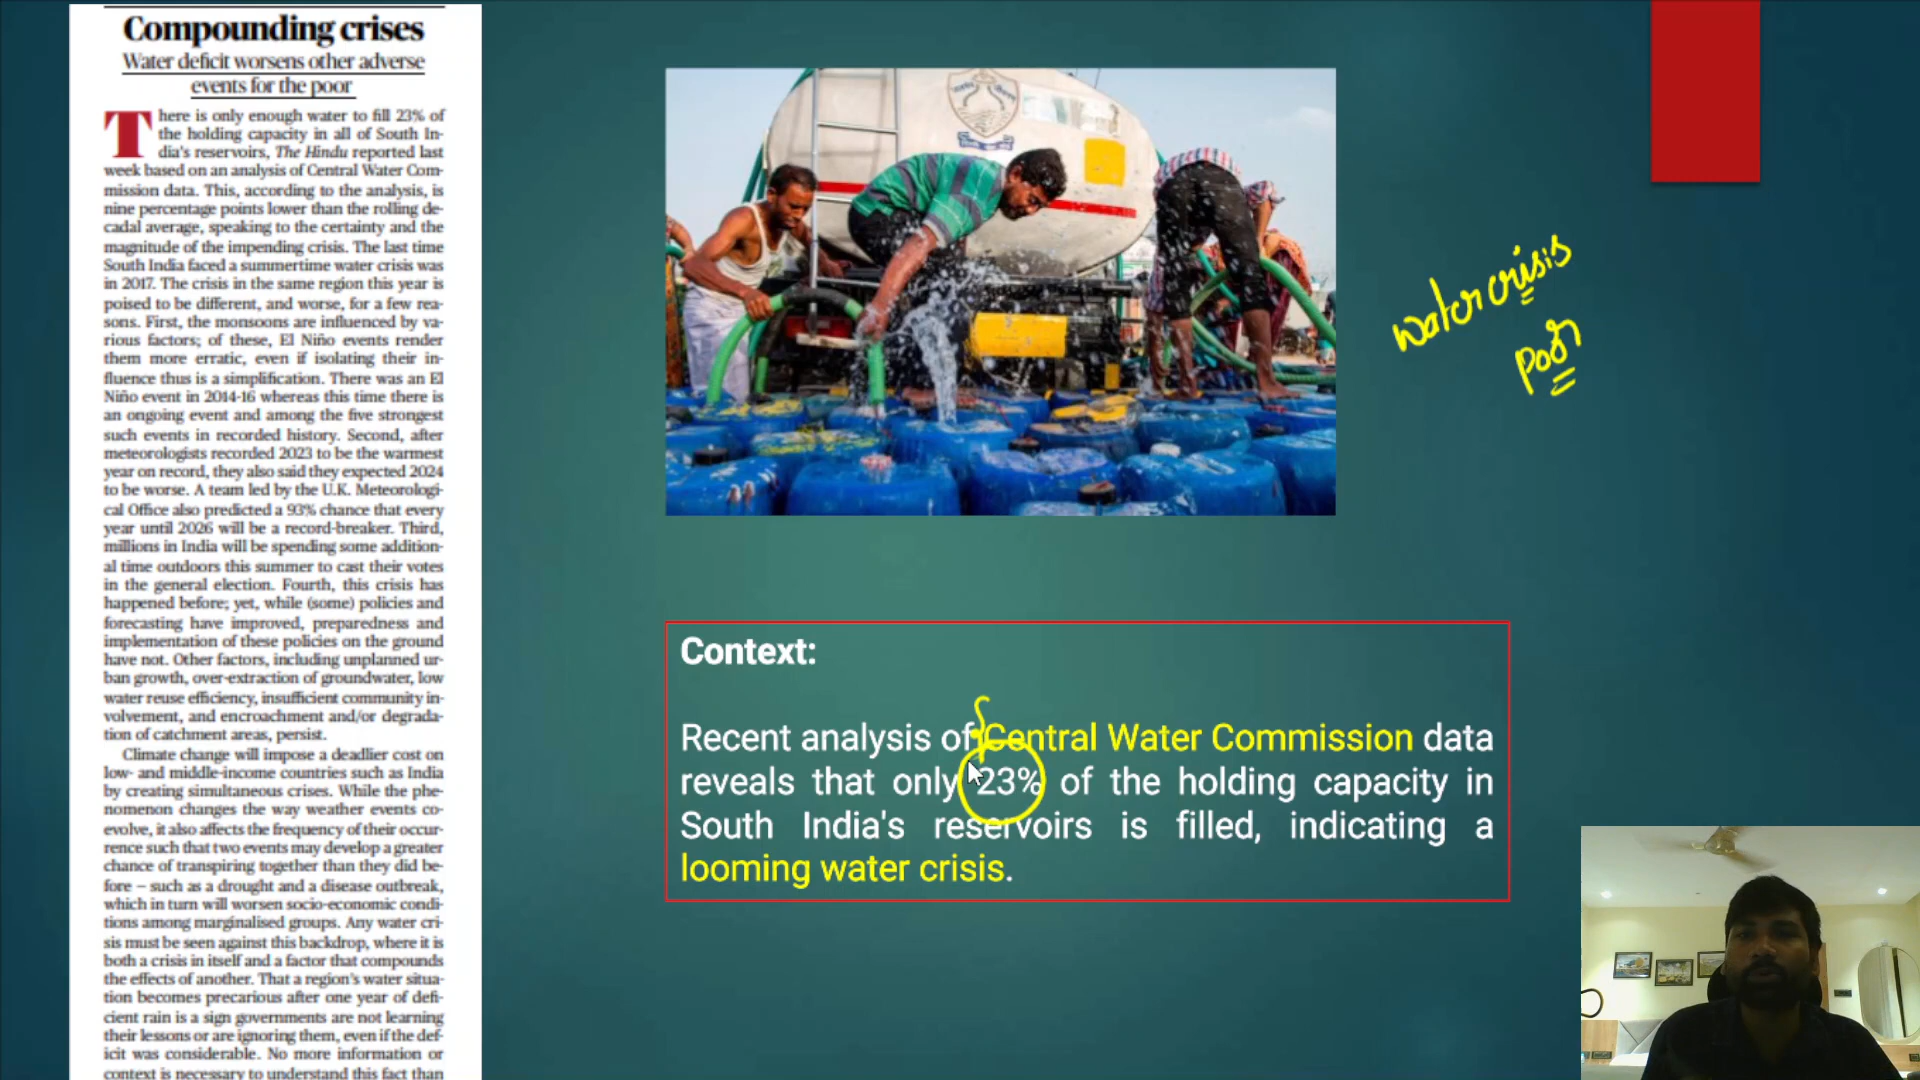 Compounding crises
Water deficit worsens other adverse
events for the poor
There is only enough water to fill 23% of
the holding capacity in all of South In-
dia's reservoirs, The Hindu reported last
week based on an analysis of Central Water Com-
mission data. This, according to the analysis, is
nine percentage points lower than the rolling de-
cadal average, speaking to the certainty and the
magnitude of the impending crisis. The last time
South India faced a summertime water crisis was
in 2017. The crisis in the same region this year is
poised to be different, and worse, for a few rea-
sons. First, the monsoons are influenced by va-
rious factors; of these, El Niño events render
them more erratic, even if isolating their in-
fluence thus is a simplification. There was an El
Niño event in 2014-16 whereas this time there is
an ongoing event and among the five strongest
such events in recorded history. Second, after
meteorologists recorded 2023 to be the warmest
year on record, they also said they expected 2024
to be worse. A team led by the U.K. Meteorologi-
cal Office also predicted a 93% chance that every
year until 2026 will be a record-breaker. Third,
millions in India will be spending some addition-
al time outdoors this summer to cast their votes
in the general election. Fourth, this crisis has
happened before; yet, while (some) policies and
forecasting have improved, preparedness and
implementation of these policies on the ground
have not. Other factors, including unplanned ur-
ban growth, over-extraction of groundwater, low
water reuse efficiency, insufficient community in-
volvement, and encroachment and/or degrada-
tion of catchment areas, persist.
Climate change will impose a deadlier cost on
low- and middle-income countries such as India
by creating simultaneous crises. While the phe-
nomenon changes the way weather events co-
evolve, it also affects the frequency of their occur-
rence such that two events may develop a greater
chance of transpiring together than they did be-
fore – such as a drought and a disease outbreak,
which in turn will worsen socio-economic condi-
tions among marginalised groups. Any water cri-
sis must be seen against this backdrop, where it is
both a crisis in itself and a factor that compounds
the effects of another. That a region's water situa-
tion becomes precarious after one year of defi-
cient rain is a sign governments are not learning
their lessons or are ignoring them, even if the def-
icit was considerable. No more information or
context is necessary to understand this fact than
water crisis
poor
Context:
Recent analysis of Central Water Commission data
reveals that only 23% of the holding capacity in
South India's reservoirs is filled, indicating a
looming water crisis.